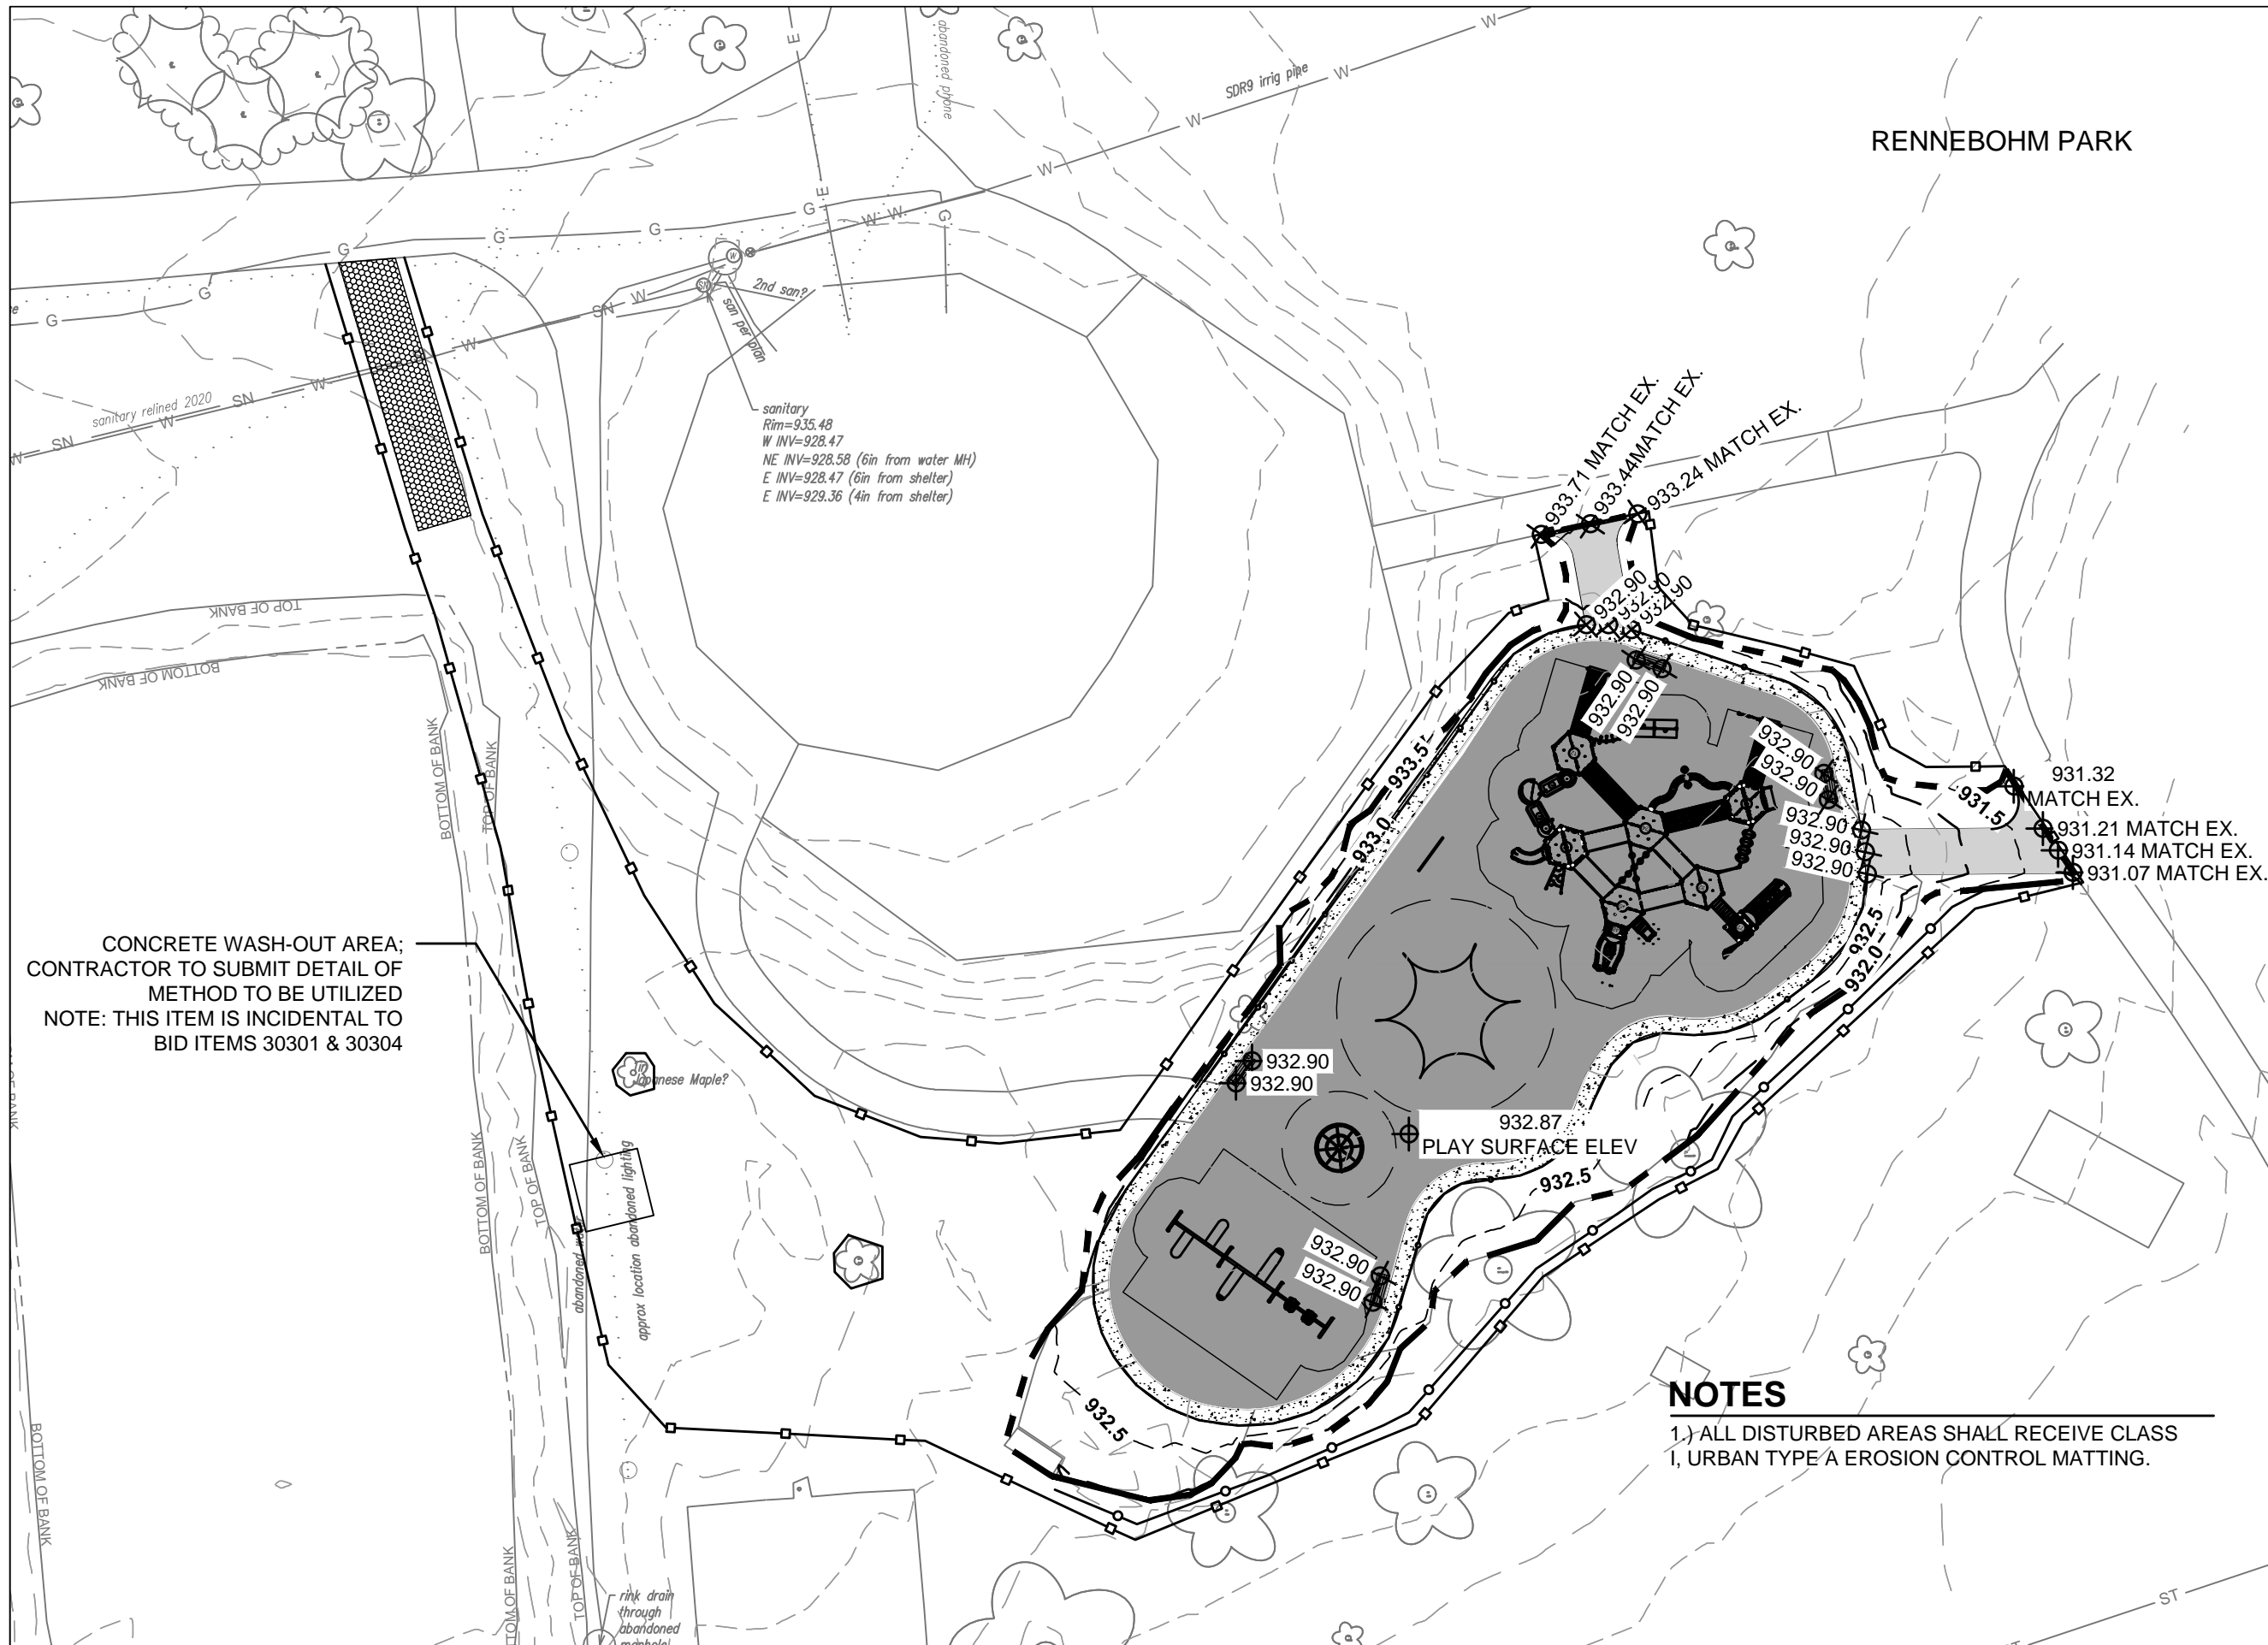 RENNEBOHM PARK
abandoned phone
SDR9 irrig pipe
W
W
W
W
W
W
E
E
G
G
G
G
G
G
G
W
SN
2nd san?
san per plan
SN
W
W
W
SN
W
SN
W
sanitary relined 2020
sanitary
Rim=935.48
W INV=928.47
NE INV=928.58 (6in from water MH)
E INV=928.47 (6in from shelter)
E INV=929.36 (4in from shelter)
933.71 MATCH EX.
933.44MATCH EX.
933.24 MATCH EX.
932.90
932.90
932.90
932.90
932.90
TOP OF BANK
BOTTOM OF BANK
BOTTOM OF BANK
TOP OF BANK
933.5
933.0
932.90
932.90
932.90
932.90
932.90
931.5
931.32
MATCH EX.
931.21 MATCH EX.
931.14 MATCH EX.
931.07 MATCH EX.
932.5
932.0
CONCRETE WASH-OUT AREA;
CONTRACTOR TO SUBMIT DETAIL OF
METHOD TO BE UTILIZED
NOTE: THIS ITEM IS INCIDENTAL TO
BID ITEMS 30301 & 30304
Japanese Maple?
932.90
932.90
932.87
PLAY SURFACE ELEV
932.5
BOTTOM OF BANK
TOP OF BANK
abandoned water
approx location abandoned lighting
932.90
932.90
932.5
NOTES
1.) ALL DISTURBED AREAS SHALL RECEIVE CLASS
I, URBAN TYPE A EROSION CONTROL MATTING.
BOTTOM OF BANK
TOP OF BANK
rink drain
through
abandoned
ST